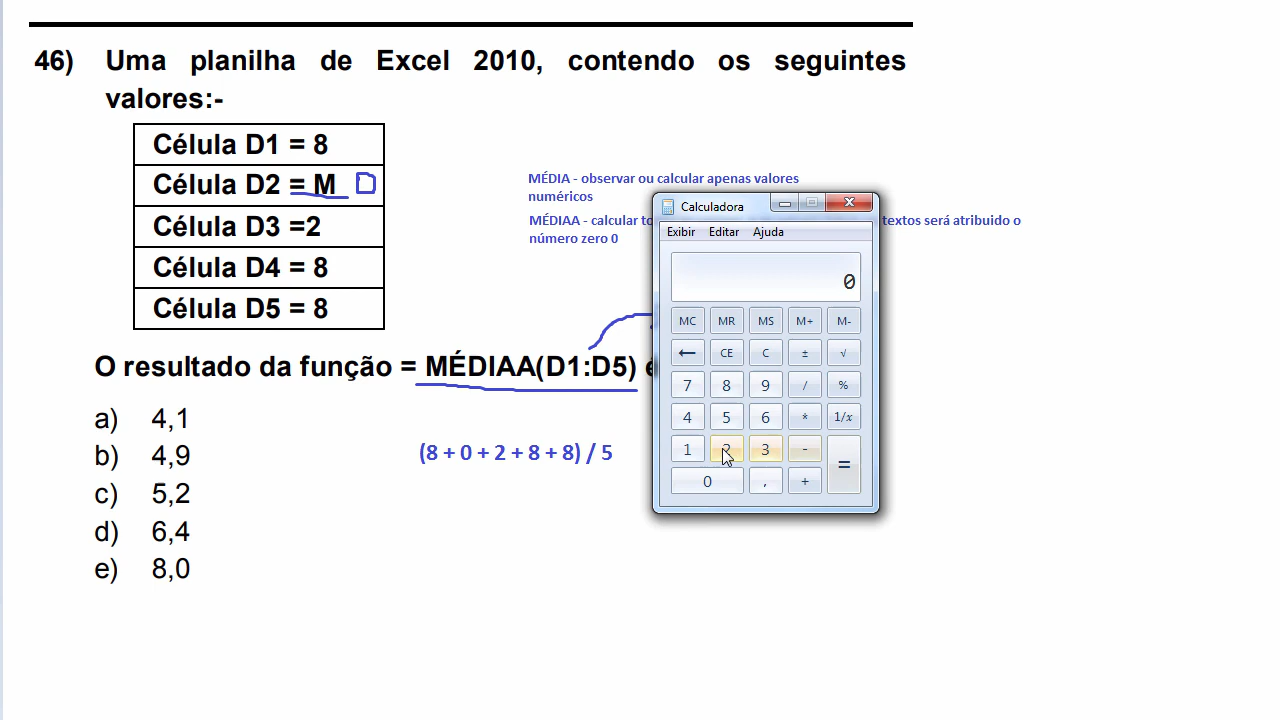 46) Uma planilha de Excel 2010, contendo os seguintes
valores:-
Célula D1 = 8
Célula D2 = M
Célula D3 =2
Célula D4 = 8
Célula D5 = 8
MÉDIA - observar ou calcular apenas valores
numéricos
MÉDIAA - calcular textos será atribuido o
número zero 0
O resultado da função = MÉDIAA(D1:D5) é
a) 4,1
b) 4,9
c) 5,2
d) 6,4
e) 8,0
(8 + 0 + 2 + 8 + 8) / 5
Calculadora
Exibir Editar Ajuda
0
MC MR MS M+ M-
← CE C ± √
7 8 9 / %
4 5 6 * 1/x
1 2 3 - =
0 , +